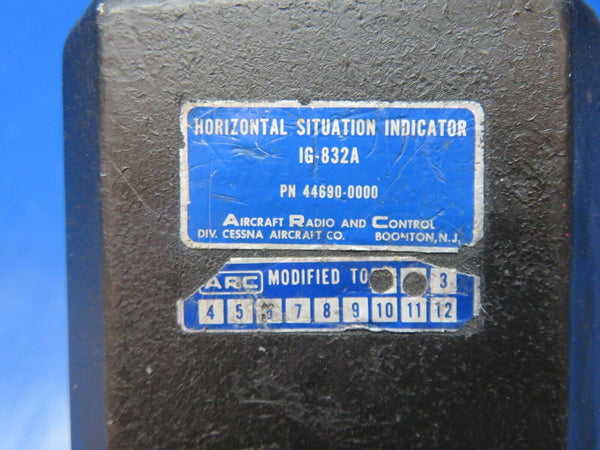 HORIZONTAL SITUATION INDICATOR
IG-832A
PN 44690-0000
AIRCRAFT RADIO AND CONTROL
DIV. CESSNA AIRCRAFT CO. BOONTON, N.J.
ARC MODIFIED TO 3
4 5 6 7 8 9 10 11 12